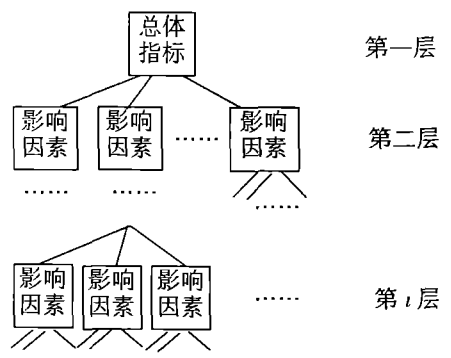 总体
指标
第一层
影响 影响 影响
因素 因素 …… 因素
第二层
…… …… ……
影响 影响 影响
因素 因素 因素 ……
第 i 层